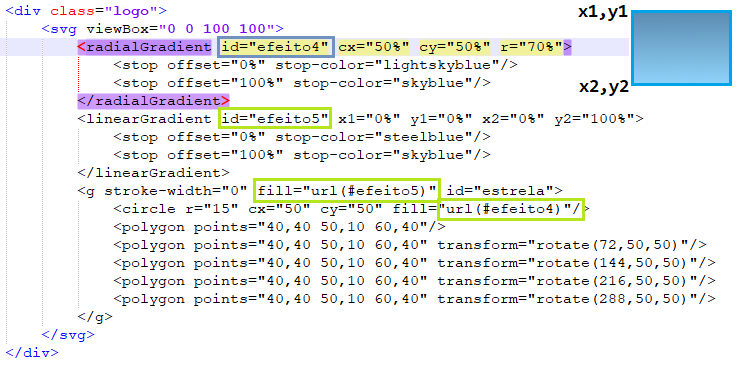 <div class="logo">
<svg viewBox="0 0 100 100">
<radialGradient id="efeito4" cx="50%" cy="50%" r="70%">
<stop offset="0%" stop-color="lightskyblue"/>
<stop offset="100%" stop-color="skyblue"/>
</radialGradient>
<linearGradient id="efeito5" x1="0%" y1="0%" x2="0%" y2="100%">
<stop offset="0%" stop-color="steelblue"/>
<stop offset="100%" stop-color="skyblue"/>
</linearGradient>
<g stroke-width="0" fill="url(#efeito5)" id="estrela">
<circle r="15" cx="50" cy="50" fill="url(#efeito4)"/>
<polygon points="40,40 50,10 60,40"/>
<polygon points="40,40 50,10 60,40" transform="rotate(72,50,50)"/>
<polygon points="40,40 50,10 60,40" transform="rotate(144,50,50)"/>
<polygon points="40,40 50,10 60,40" transform="rotate(216,50,50)"/>
<polygon points="40,40 50,10 60,40" transform="rotate(288,50,50)"/>
</g>
</svg>
</div>
x1,y1
x2,y2